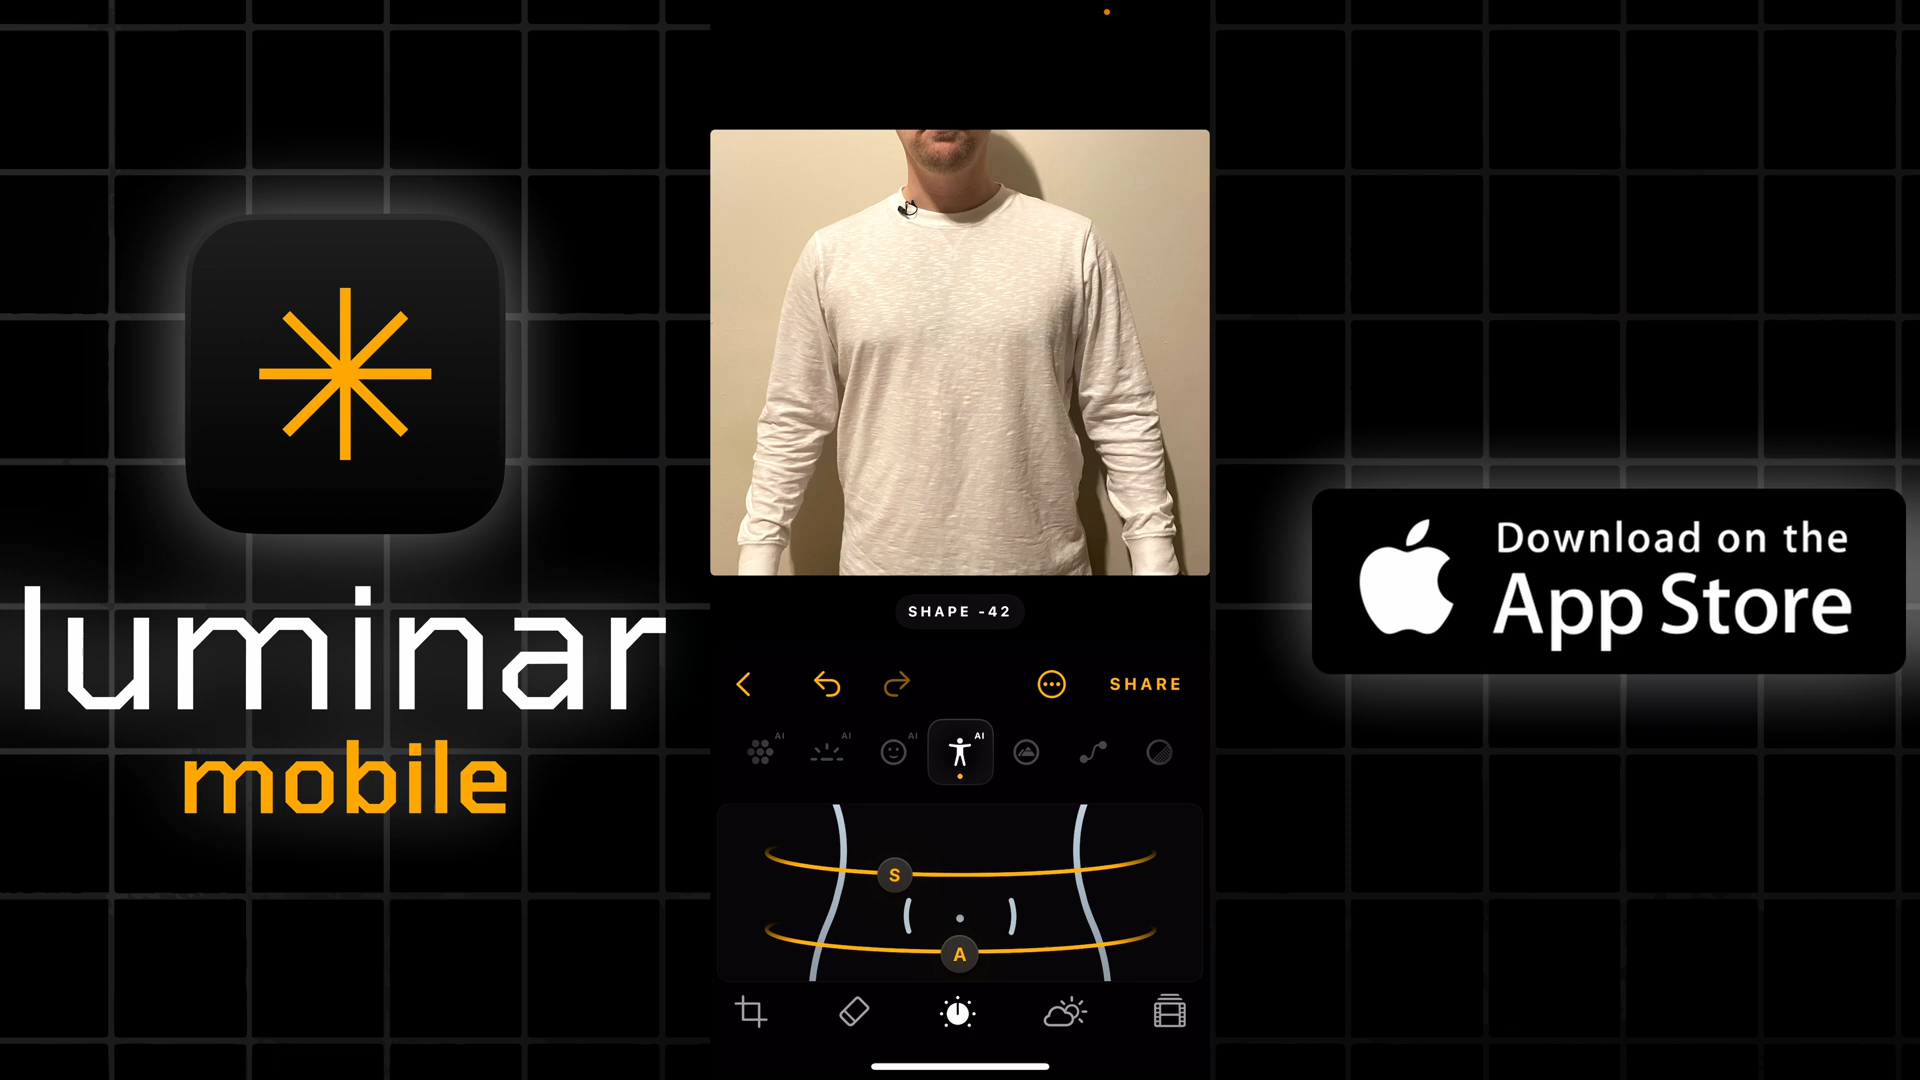 luminar
mobile
SHAPE -42
SHARE
AI
AI
AI
AI
S
A
Download on the
App Store